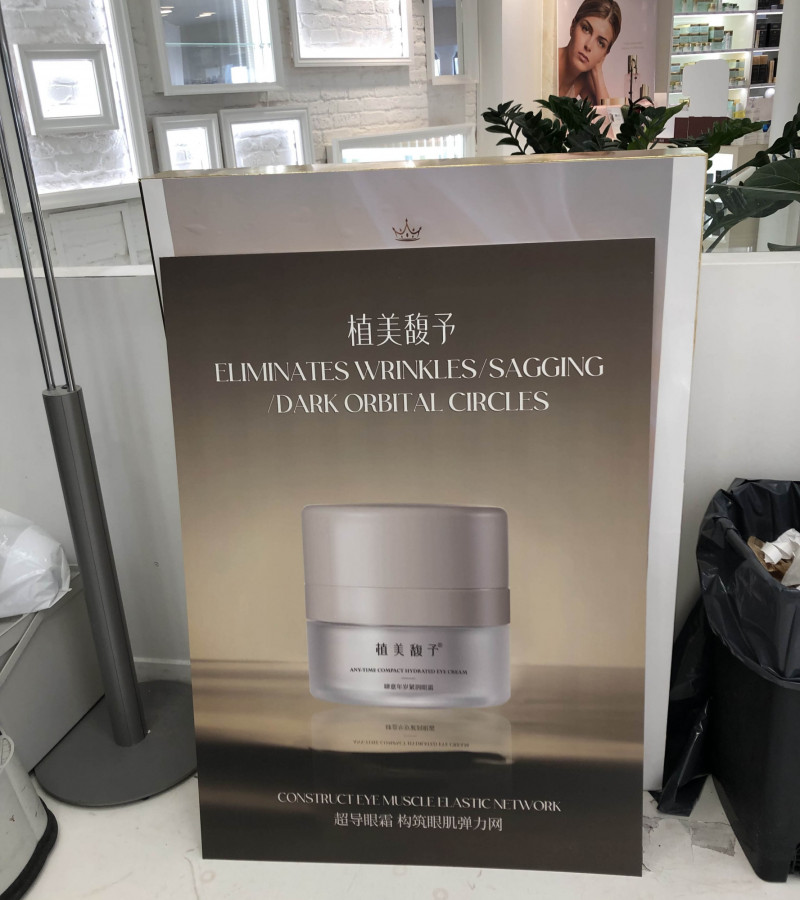 植美馥予
ELIMINATES WRINKLES/SAGGING
/DARK ORBITAL CIRCLES
植美馥予®
ANY-TIME COMPACT HYDRATED EYE CREAM
CONSTRUCT EYE MUSCLE ELASTIC NETWORK
超导眼霜 构筑眼肌弹力网